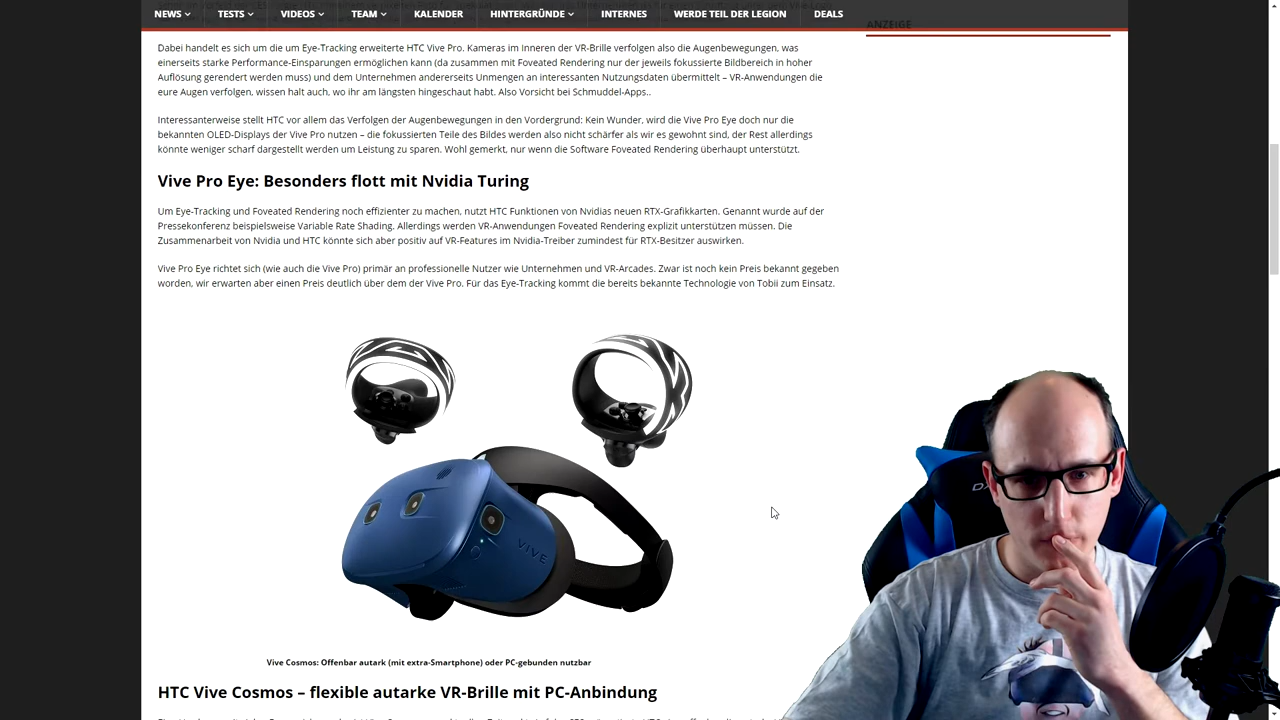 NEWS TESTS VIDEOS TEAM KALENDER HINTERGRÜNDE INTERNES WERDE TEIL DER LEGION DEALS
ANZEIGE
Dabei handelt es sich um die um Eye-Tracking erweiterte HTC Vive Pro. Kameras im Inneren der VR-Brille verfolgen also die Augenbewegungen, was
einerseits starke Performance-Einsparungen ermöglichen kann (da zusammen mit Foveated Rendering nur der jeweils fokussierte Bildbereich in hoher
Auflösung gerendert werden muss) und dem Unternehmen andererseits Unmengen an interessanten Nutzungsdaten übermittelt – VR-Anwendungen die
eure Augen verfolgen, wissen halt auch, wo ihr am längsten hingeschaut habt. Also Vorsicht bei Schmuddel-Apps..
Interessanterweise stellt HTC vor allem das Verfolgen der Augenbewegungen in den Vordergrund: Kein Wunder, wird die Vive Pro Eye doch nur die
bekannten OLED-Displays der Vive Pro nutzen – die fokussierten Teile des Bildes werden also nicht schärfer als wir es gewohnt sind, der Rest allerdings
könnte weniger scharf dargestellt werden um Leistung zu sparen. Wohl gemerkt, nur wenn die Software Foveated Rendering überhaupt unterstützt.
Vive Pro Eye: Besonders flott mit Nvidia Turing
Um Eye-Tracking und Foveated Rendering noch effizienter zu machen, nutzt HTC Funktionen von Nvidias neuen RTX-Grafikkarten. Genannt wurde auf der
Pressekonferenz beispielsweise Variable Rate Shading. Allerdings werden VR-Anwendungen Foveated Rendering explizit unterstützen müssen. Die
Zusammenarbeit von Nvidia und HTC könnte sich aber positiv auf VR-Features im Nvidia-Treiber zumindest für RTX-Besitzer auswirken.
Vive Pro Eye richtet sich (wie auch die Vive Pro) primär an professionelle Nutzer wie Unternehmen und VR-Arcades. Zwar ist noch kein Preis bekannt gegeben
worden, wir erwarten aber einen Preis deutlich über dem der Vive Pro. Für das Eye-Tracking kommt die bereits bekannte Technologie von Tobii zum Einsatz.
VIVE
Vive Cosmos: Offenbar autark (mit extra-Smartphone) oder PC-gebunden nutzbar
HTC Vive Cosmos – flexible autarke VR-Brille mit PC-Anbindung